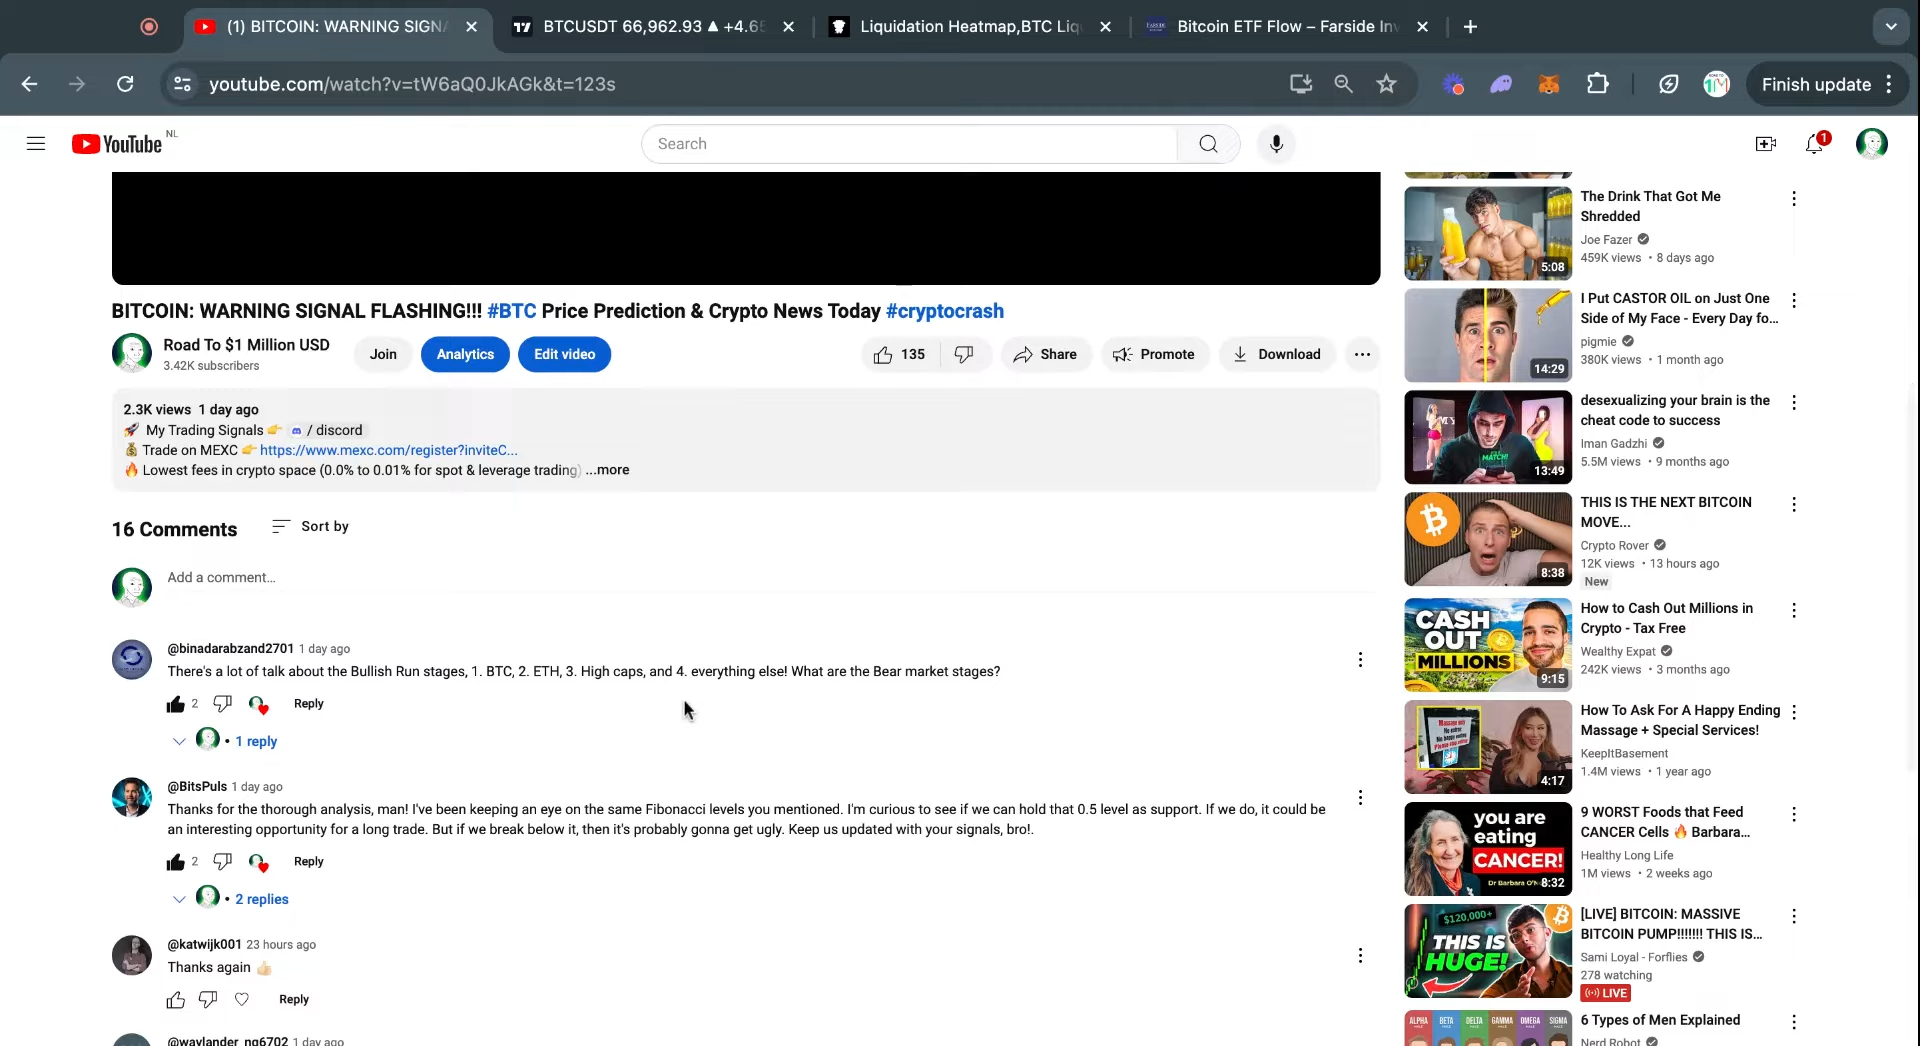 (1) BITCOIN: WARNING SIGN
BTCUSDT 66,962.93 ▲ +4.6
Liquidation Heatmap,BTC Liq
Bitcoin ETF Flow – Farside Inv
youtube.com/watch?v=tW6aQ0JkAGk&t=123s
Finish update
YouTube NL
Search
1
BITCOIN: WARNING SIGNAL FLASHING!!! #BTC Price Prediction & Crypto News Today #cryptocrash
Road To $1 Million USD
3.42K subscribers
Join
Analytics
Edit video
135
Share
Promote
Download
2.3K views 1 day ago
🚀 My Trading Signals 👉 / discord
💰 Trade on MEXC 👉 https://www.mexc.com/register?inviteC...
🔥 Lowest fees in crypto space (0.0% to 0.01% for spot & leverage trading) ...more
16 Comments
Sort by
Add a comment...
@binadarabzand2701 1 day ago
There's a lot of talk about the Bullish Run stages, 1. BTC, 2. ETH, 3. High caps, and 4. everything else! What are the Bear market stages?
2
Reply
• 1 reply
@BitsPuls 1 day ago
Thanks for the thorough analysis, man! I've been keeping an eye on the same Fibonacci levels you mentioned. I'm curious to see if we can hold that 0.5 level as support. If we do, it could be
an interesting opportunity for a long trade. But if we break below it, then it's probably gonna get ugly. Keep us updated with your signals, bro!.
2
Reply
• 2 replies
@katwijk001 23 hours ago
Thanks again 👍🏻
Reply
@waylander_ng6702 1 day ago
5:08
The Drink That Got Me
Shredded
Joe Fazer
459K views • 8 days ago
14:29
I Put CASTOR OIL on Just One
Side of My Face - Every Day fo...
pigmie
380K views • 1 month ago
MATCH!
13:49
desexualizing your brain is the
cheat code to success
Iman Gadzhi
5.5M views • 9 months ago
8:38
THIS IS THE NEXT BITCOIN
MOVE...
Crypto Rover
12K views • 13 hours ago
New
CASH
OUT
MILLIONS
9:15
How to Cash Out Millions in
Crypto - Tax Free
Wealthy Expat
242K views • 3 months ago
4:17
How To Ask For A Happy Ending
Massage + Special Services!
KeepItBasement
1.4M views • 1 year ago
you are
eating
CANCER!
Dr Barbara O'N
8:32
9 WORST Foods that Feed
CANCER Cells 🔥 Barbara...
Healthy Long Life
1M views • 2 weeks ago
$120,000+
THIS IS
HUGE!
[LIVE] BITCOIN: MASSIVE
BITCOIN PUMP!!!!!!! THIS IS...
Sami Loyal - Forflies
278 watching
LIVE
ALPHA BETA DELTA GAMMA OMEGA SIGMA
6 Types of Men Explained
Nerd Robot